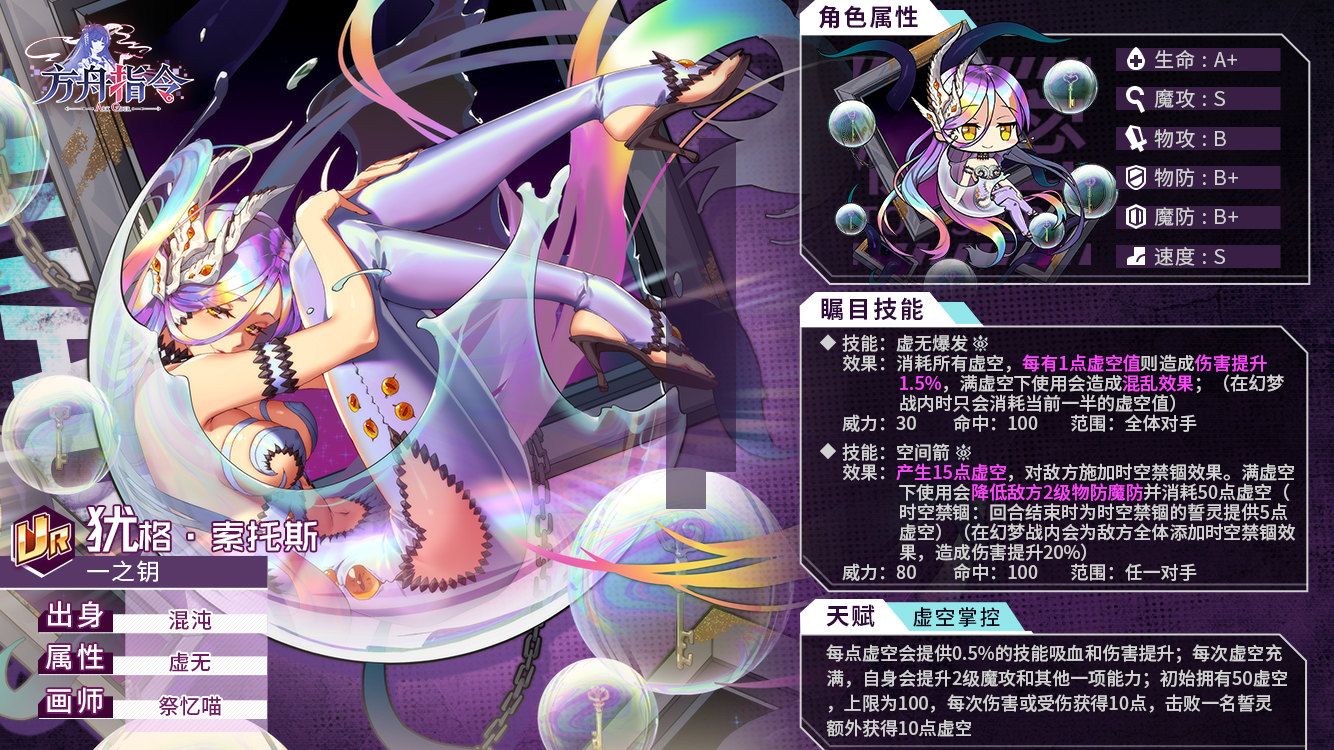 方舟指令
ARK ORDER
UR
犹格·索托斯
一之钥
出身
混沌
属性
虚无
画师
祭忆喵
角色属性
生命：A+
魔攻：S
物攻：B
物防：B+
魔防：B+
速度：S
瞩目技能
◆ 技能：虚无爆发
效果：消耗所有虚空，每有1点虚空值则造成伤害提升
1.5%，满虚空下使用会造成混乱效果；（在幻梦
战内时只会消耗当前一半的虚空值）
威力：30 命中：100 范围：全体对手
◆ 技能：空间箭
效果：产生15点虚空，对敌方施加时空禁锢效果。满虚空
下使用会降低敌方2级物防魔防并消耗50点虚空（
时空禁锢：回合结束时为时空禁锢的誓灵提供5点
虚空）（在幻梦战内会为敌方全体添加时空禁锢效
果，造成伤害提升20%）
威力：80 命中：100 范围：任一对手
天赋 虚空掌控
每点虚空会提供0.5%的技能吸血和伤害提升；每次虚空充
满，自身会提升2级魔攻和其他一项能力；初始拥有50虚空
，上限为100，每次伤害或受伤获得10点，击败一名誓灵
额外获得10点虚空